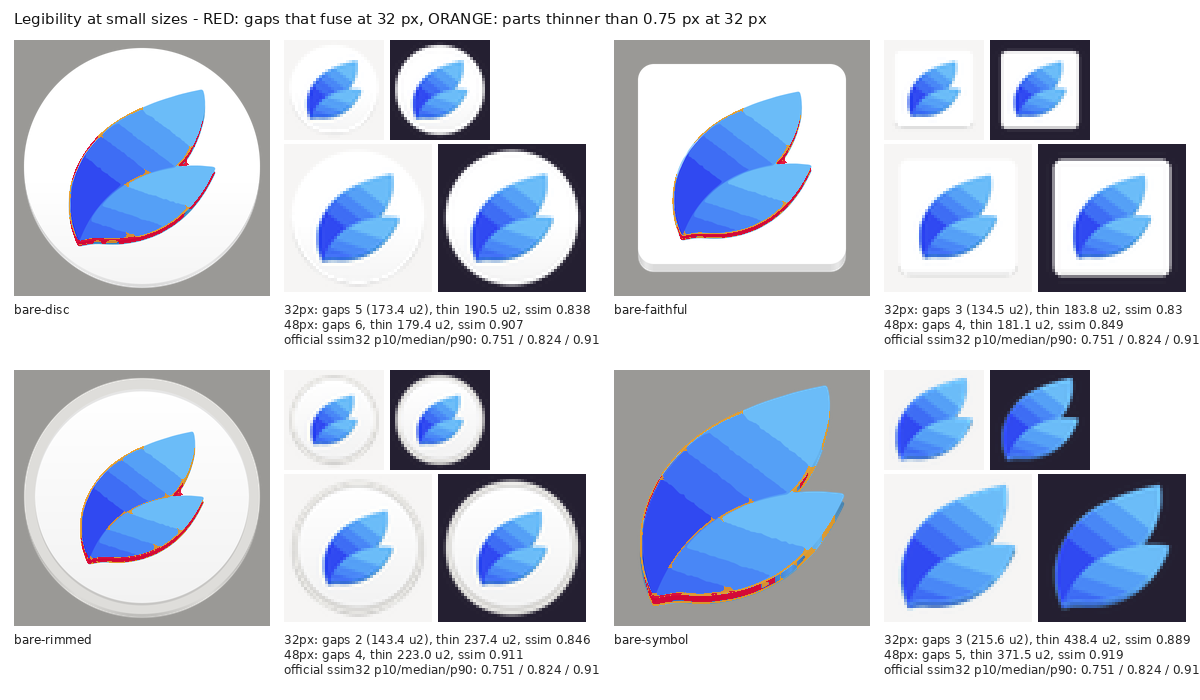 Legibility at small sizes - RED: gaps that fuse at 32 px, ORANGE: parts thinner than 0.75 px at 32 px
bare-disc
32px: gaps 5 (173.4 u2), thin 190.5 u2, ssim 0.838
48px: gaps 6, thin 179.4 u2, ssim 0.907
official ssim32 p10/median/p90: 0.751 / 0.824 / 0.91
bare-faithful
32px: gaps 3 (134.5 u2), thin 183.8 u2, ssim 0.83
48px: gaps 4, thin 181.1 u2, ssim 0.849
official ssim32 p10/median/p90: 0.751 / 0.824 / 0.91
bare-rimmed
32px: gaps 2 (143.4 u2), thin 237.4 u2, ssim 0.846
48px: gaps 4, thin 223.0 u2, ssim 0.911
official ssim32 p10/median/p90: 0.751 / 0.824 / 0.91
bare-symbol
32px: gaps 3 (215.6 u2), thin 438.4 u2, ssim 0.889
48px: gaps 5, thin 371.5 u2, ssim 0.919
official ssim32 p10/median/p90: 0.751 / 0.824 / 0.91